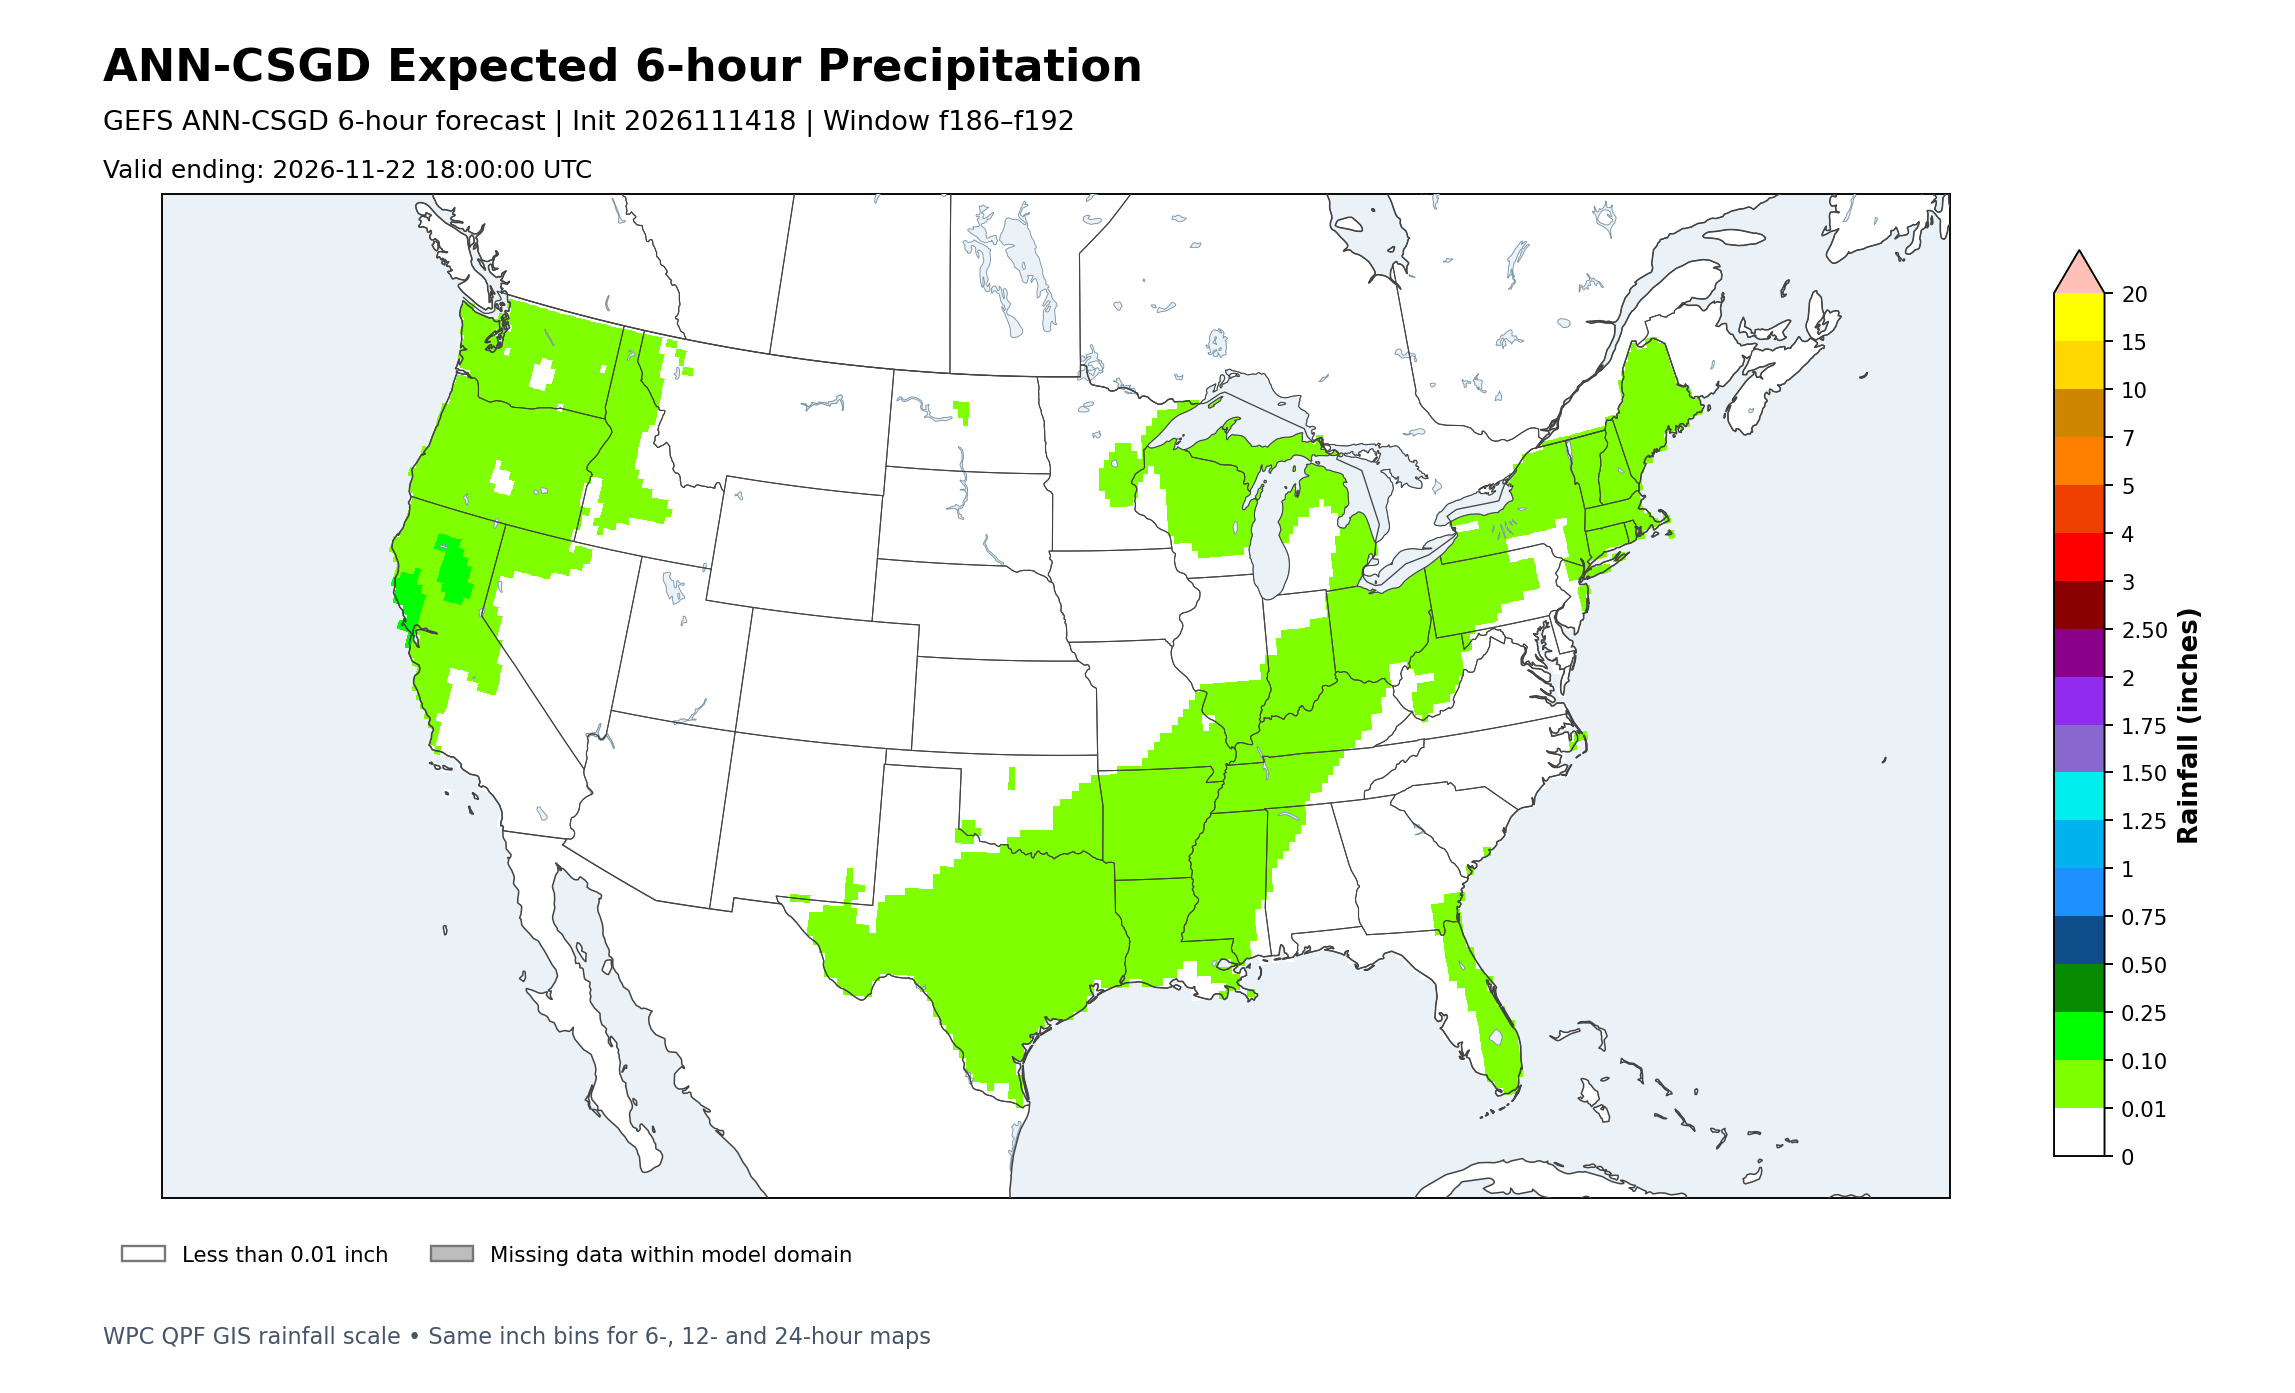 ANN-CSGD Expected 6-hour Precipitation
GEFS ANN-CSGD 6-hour forecast | Init 2026111418 | Window f186–f192
Valid ending: 2026-11-22 18:00:00 UTC
20
15
10
7
5
4
3
2.50
2
1.75
1.50
1.25
1
0.75
0.50
0.25
0.10
0.01
0
Rainfall (inches)
Less than 0.01 inch
Missing data within model domain
WPC QPF GIS rainfall scale • Same inch bins for 6-, 12- and 24-hour maps